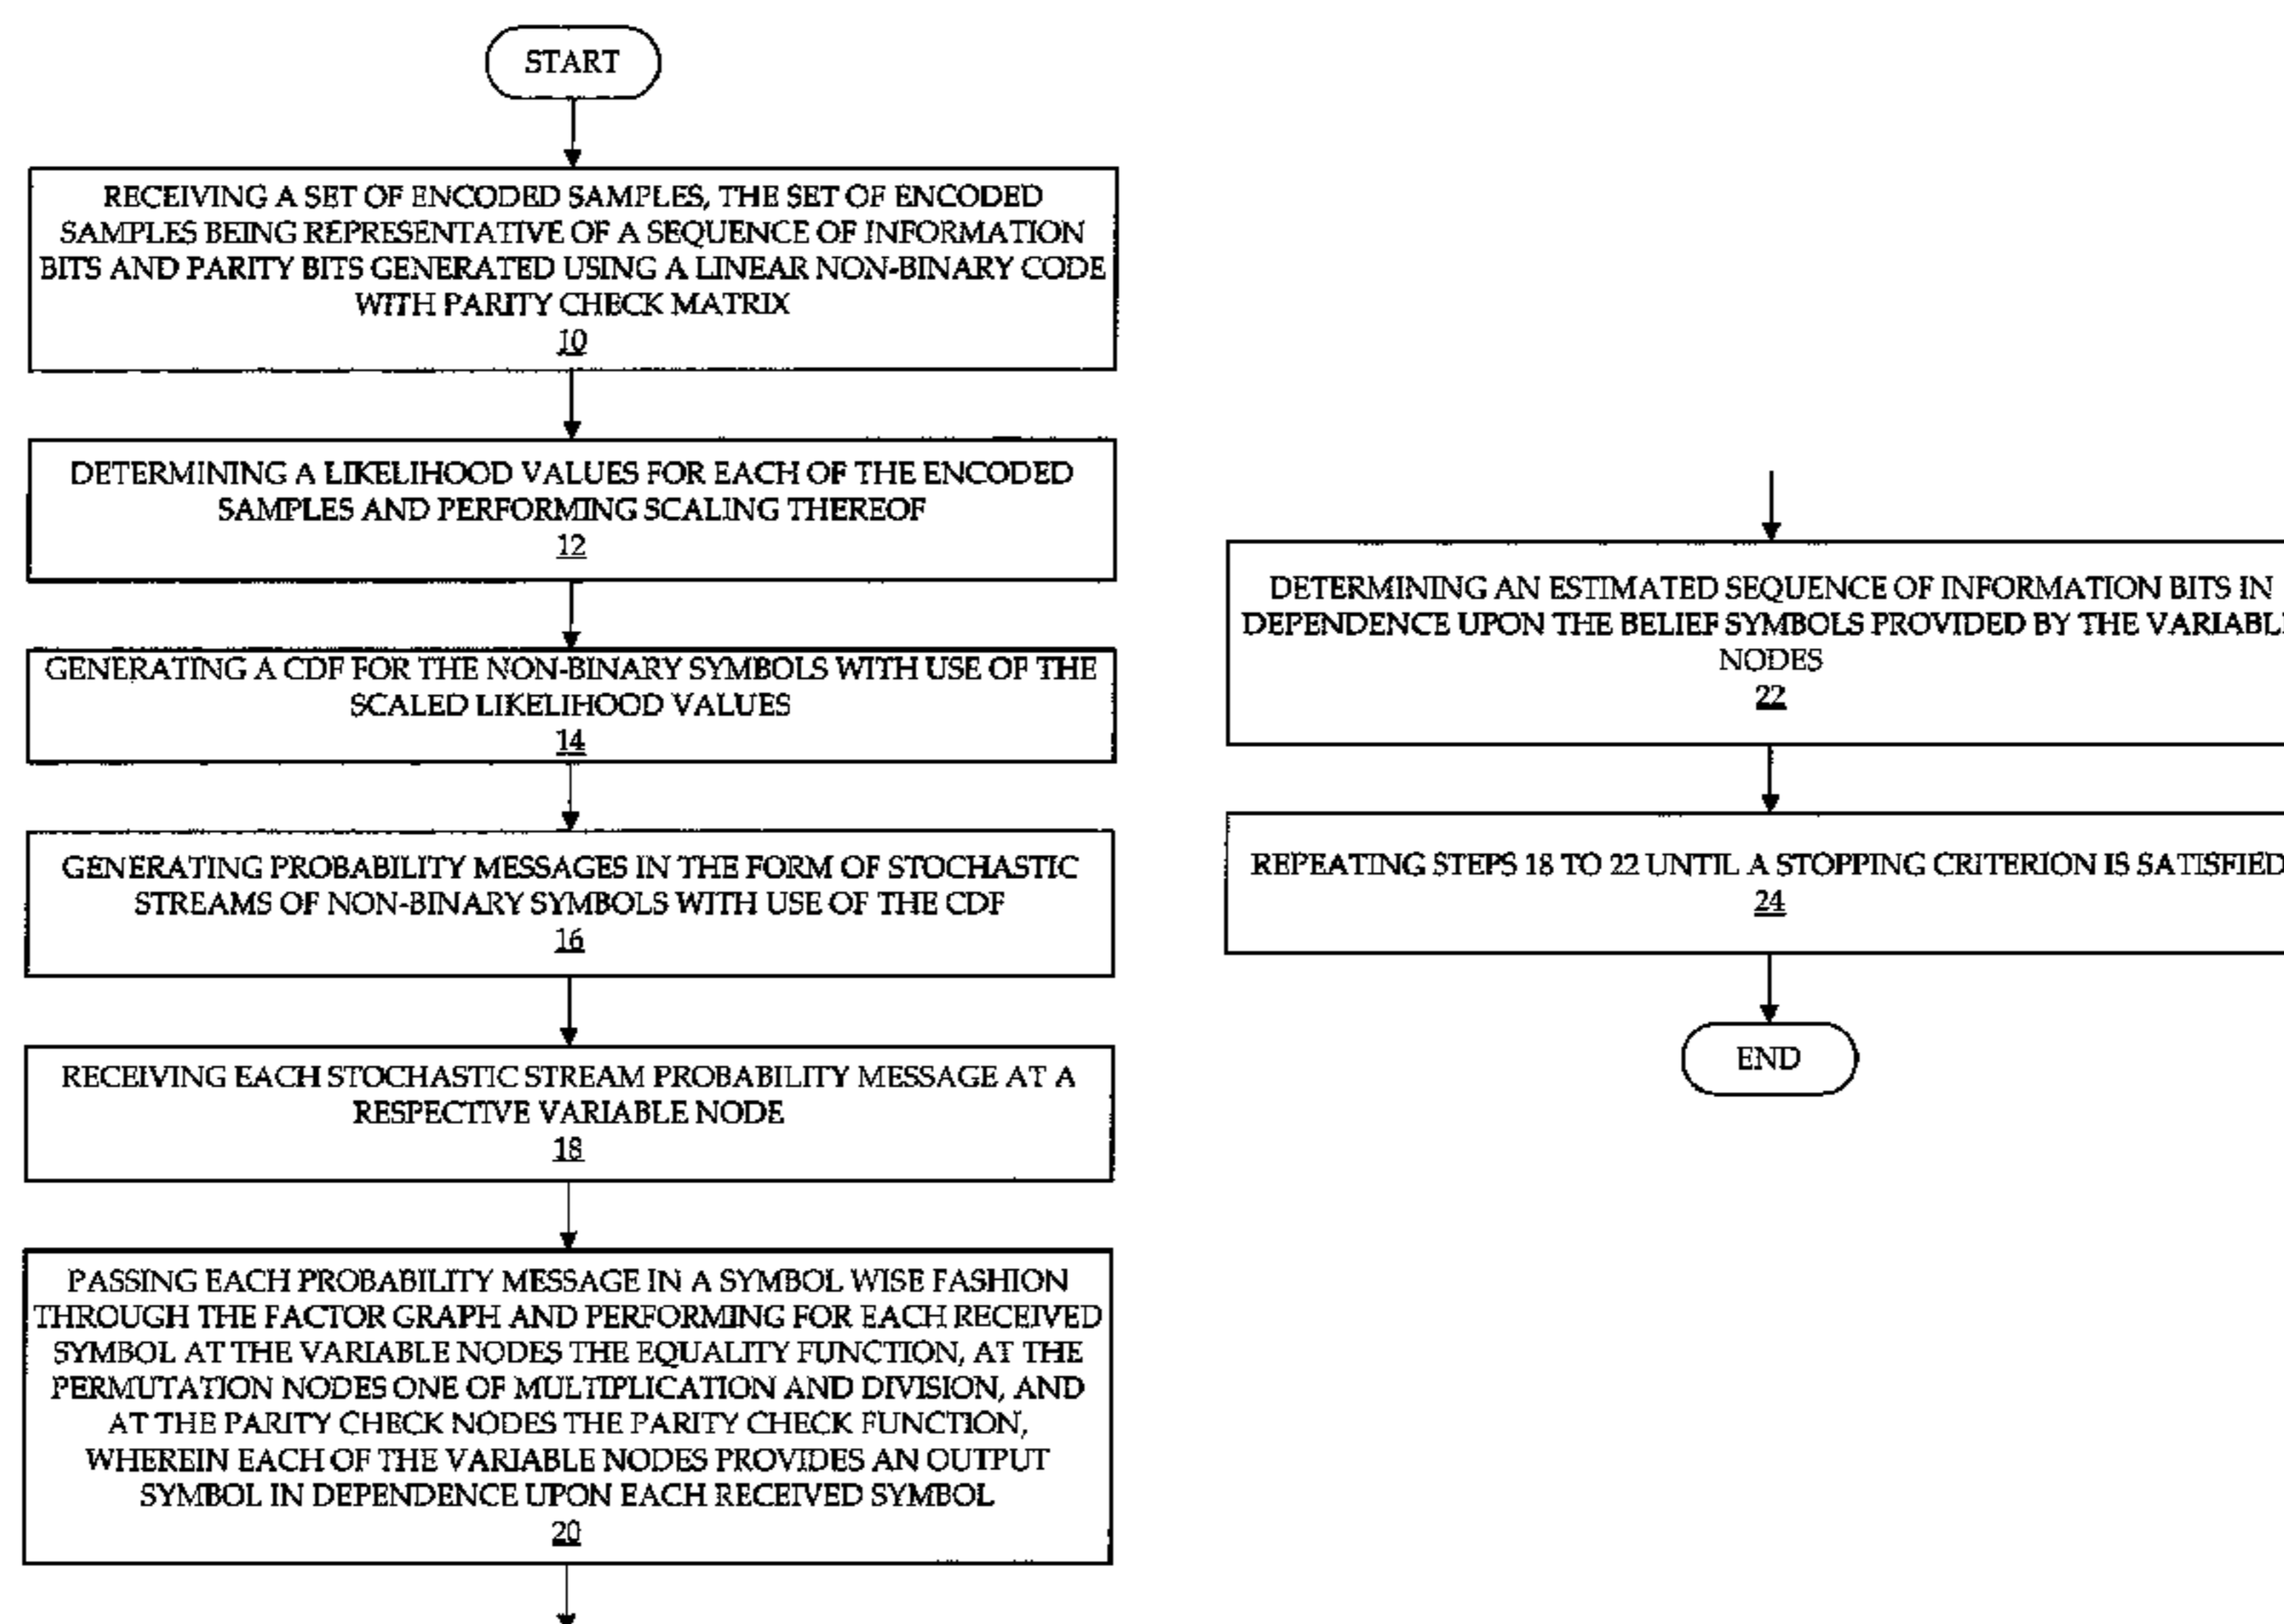 START
RECEIVING A SET OF ENCODED SAMPLES, THE SET OF ENCODED
SAMPLES BEING REPRESENTATIVE OF A SEQUENCE OF INFORMATION
BITS AND PARITY BITS GENERATED USING A LINEAR NON-BINARY CODE
WITH PARITY CHECK MATRIX
10
DETERMINING A LIKELIHOOD VALUES FOR EACH OF THE ENCODED
SAMPLES AND PERFORMING SCALING THEREOF
12
GENERATING A CDF FOR THE NON-BINARY SYMBOLS WITH USE OF THE
SCALED LIKELIHOOD VALUES
14
GENERATING PROBABILITY MESSAGES IN THE FORM OF STOCHASTIC
STREAMS OF NON-BINARY SYMBOLS WITH USE OF THE CDF
16
RECEIVING EACH STOCHASTIC STREAM PROBABILITY MESSAGE AT A
RESPECTIVE VARIABLE NODE
18
PASSING EACH PROBABILITY MESSAGE IN A SYMBOL WISE FASHION
THROUGH THE FACTOR GRAPH AND PERFORMING FOR EACH RECEIVED
SYMBOL AT THE VARIABLE NODES THE EQUALITY FUNCTION, AT THE
PERMUTATION NODES ONE OF MULTIPLICATION AND DIVISION, AND
AT THE PARITY CHECK NODES THE PARITY CHECK FUNCTION,
WHEREIN EACH OF THE VARIABLE NODES PROVIDES AN OUTPUT
SYMBOL IN DEPENDENCE UPON EACH RECEIVED SYMBOL
20
DETERMINING AN ESTIMATED SEQUENCE OF INFORMATION BITS IN
DEPENDENCE UPON THE BELIEF SYMBOLS PROVIDED BY THE VARIABLE
NODES
22
REPEATING STEPS 18 TO 22 UNTIL A STOPPING CRITERION IS SATISFIED
24
END